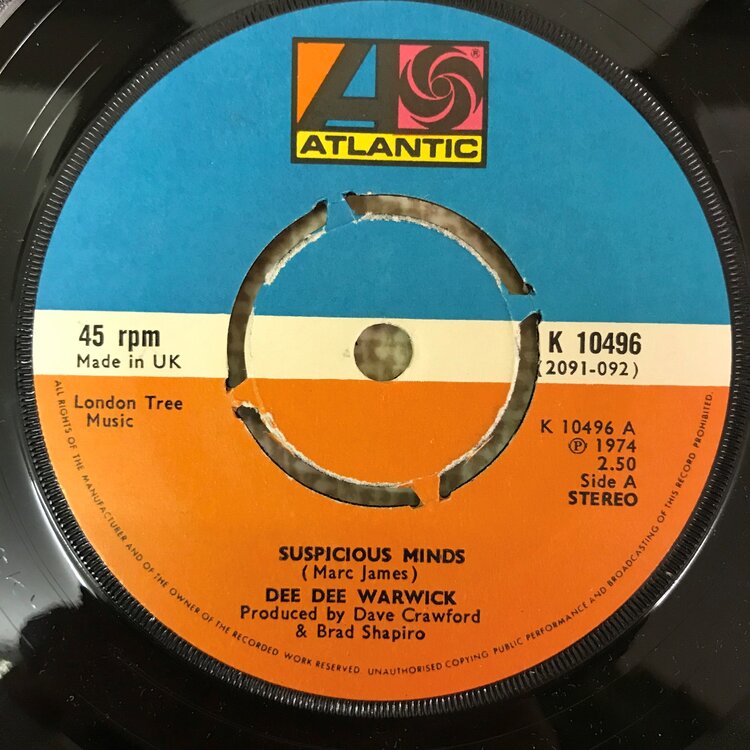 ATLANTIC
®
45 rpm
Made in UK
K 10496
(2091-092)
London Tree
Music
K 10496 A
Ⓟ 1974
2.50
Side A
STEREO
SUSPICIOUS MINDS
(Marc James)
DEE DEE WARWICK
Produced by Dave Crawford
& Brad Shapiro
ALL RIGHTS OF THE MANUFACTURER AND OF THE OWNER OF THE RECORDED WORK RESERVED. UNAUTHORISED COPYING PUBLIC PERFORMANCE AND BROADCASTING OF THIS RECORD PROHIBITED.